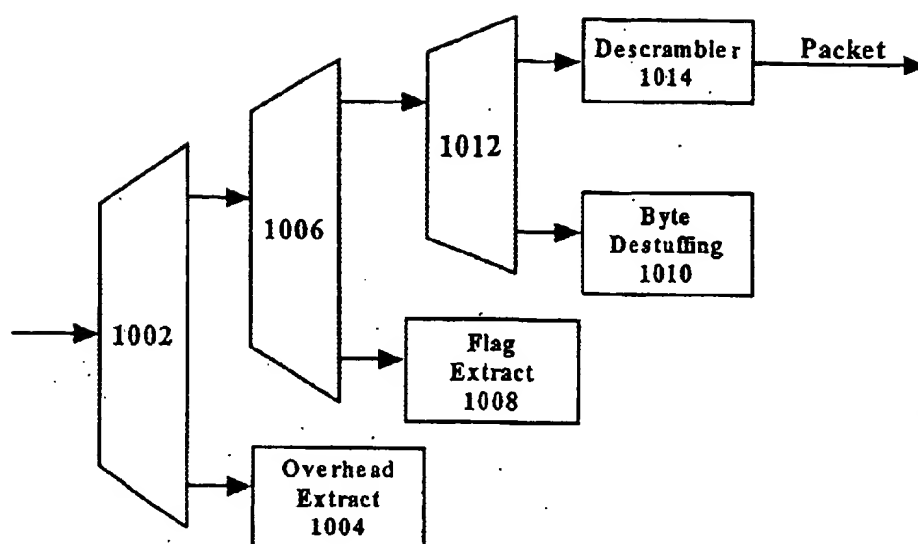 Descrambler
1014
Packet
1012
1006
Byte
Destuffing
1010
1002
Flag
Extract
1008
Overhead
Extract
1004